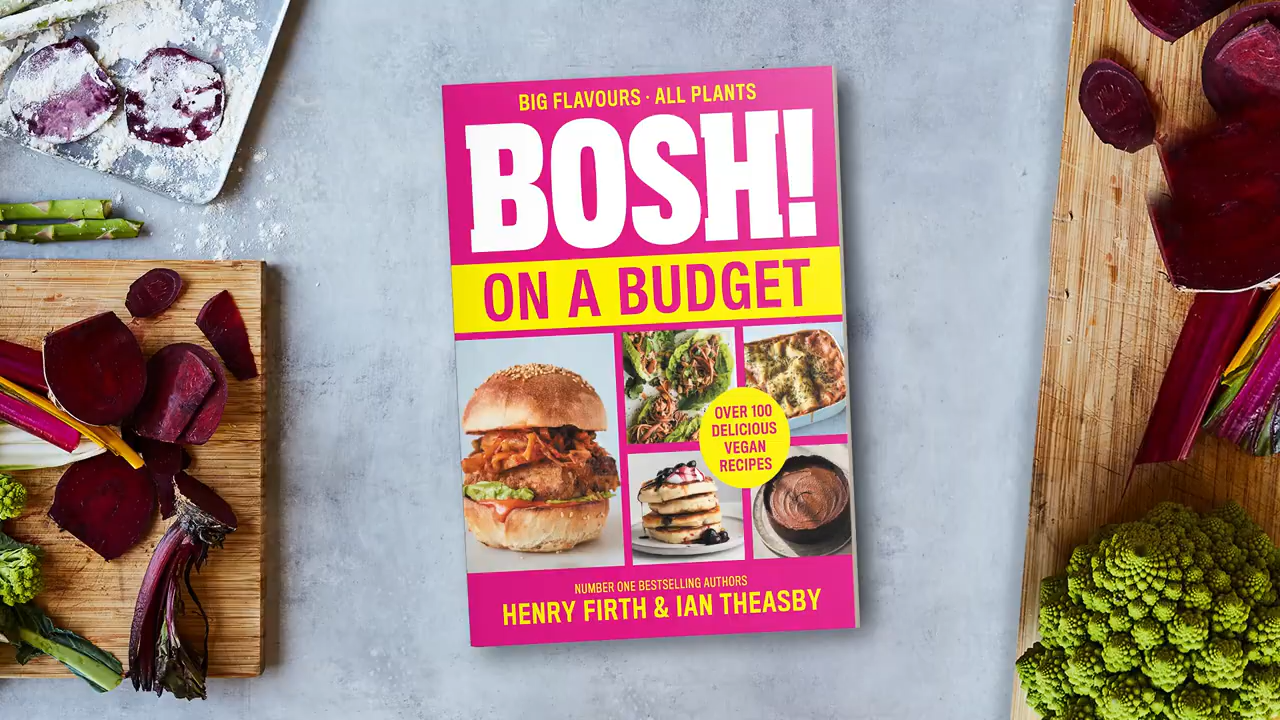 BIG FLAVOURS · ALL PLANTS
BOSH!
ON A BUDGET
OVER 100
DELICIOUS
VEGAN
RECIPES
NUMBER ONE BESTSELLING AUTHORS
HENRY FIRTH & IAN THEASBY